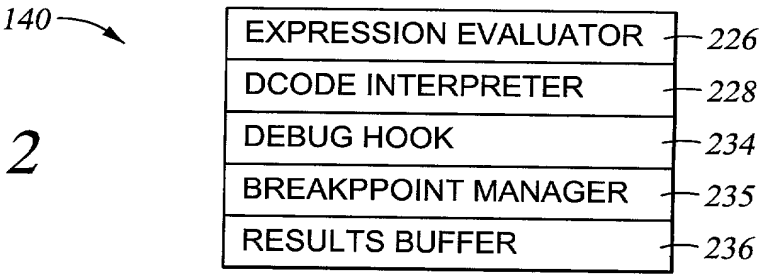 140
EXPRESSION EVALUATOR 226
DCODE INTERPRETER 228
2
DEBUG HOOK 234
BREAKPPOINT MANAGER 235
RESULTS BUFFER 236